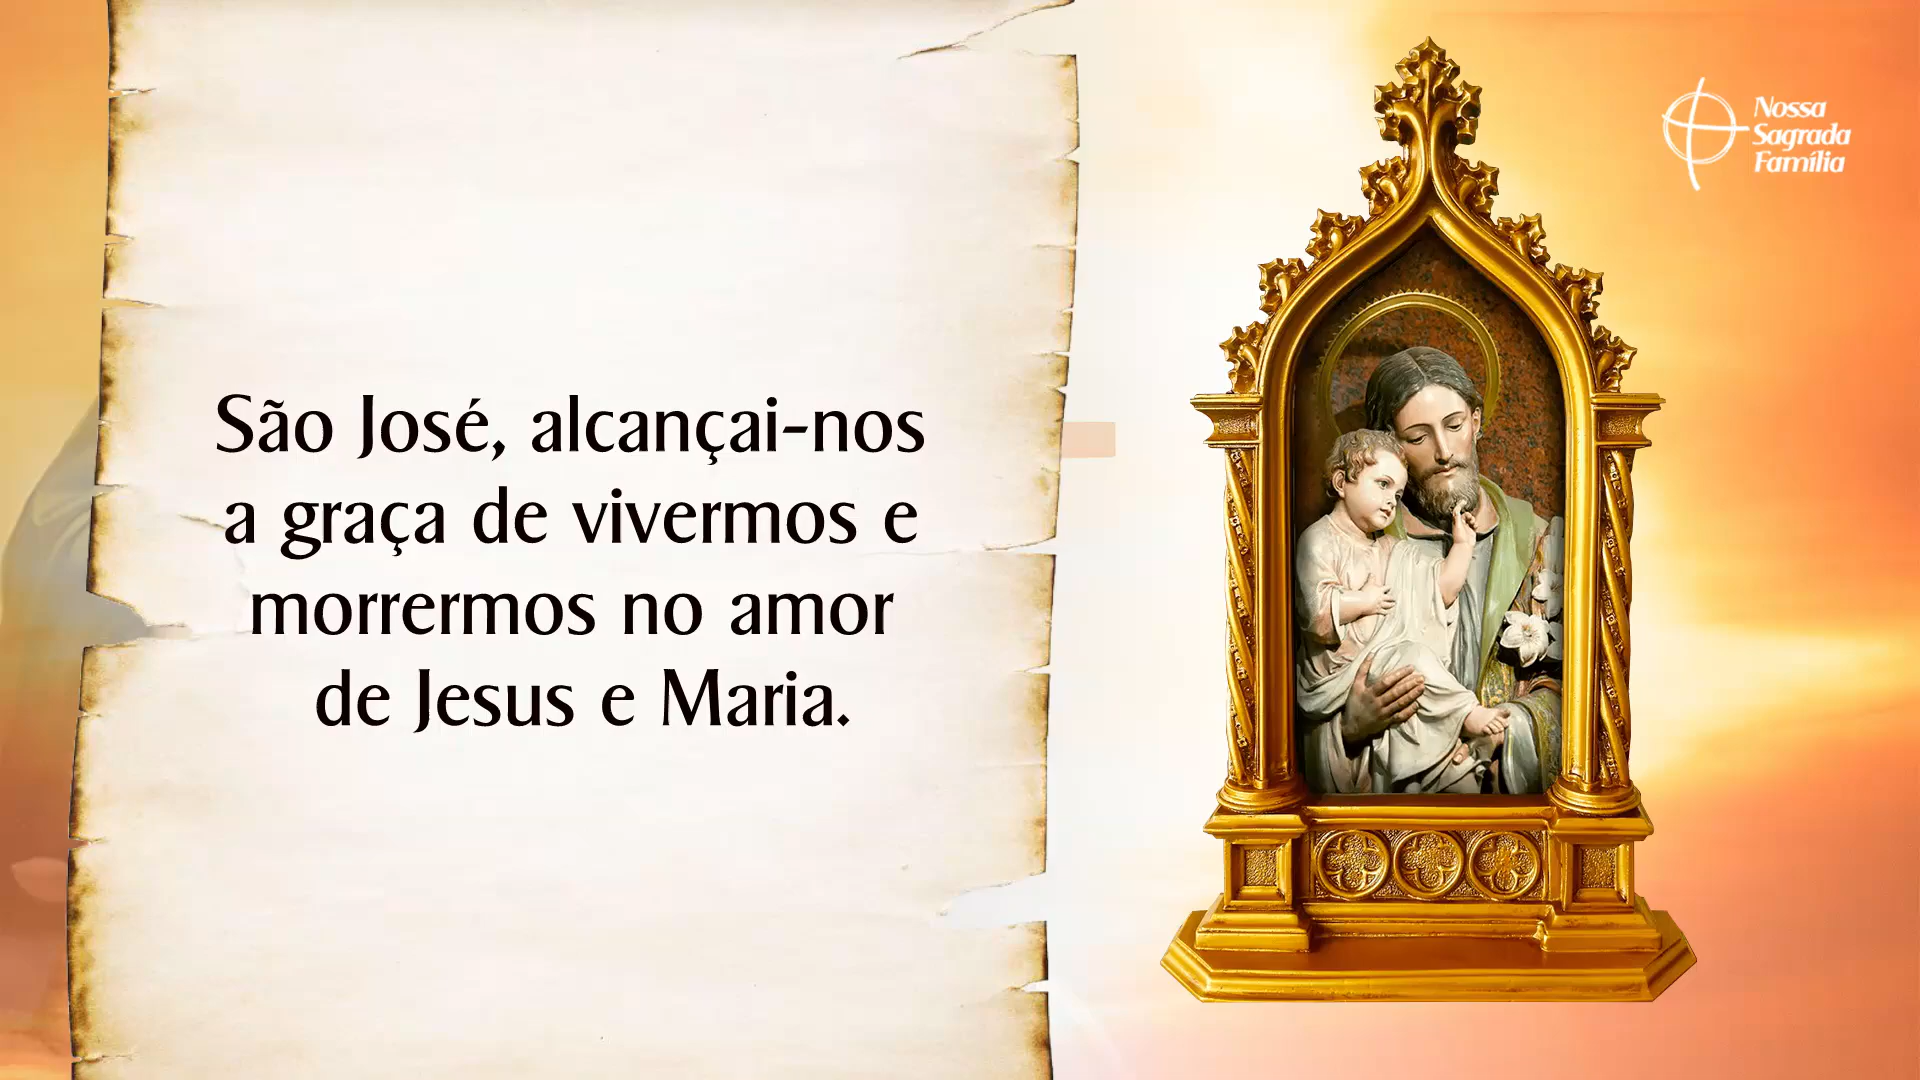 São José, alcançai-nos
a graça de vivermos e
morrermos no amor
de Jesus e Maria.
Nossa
Sagrada
Família